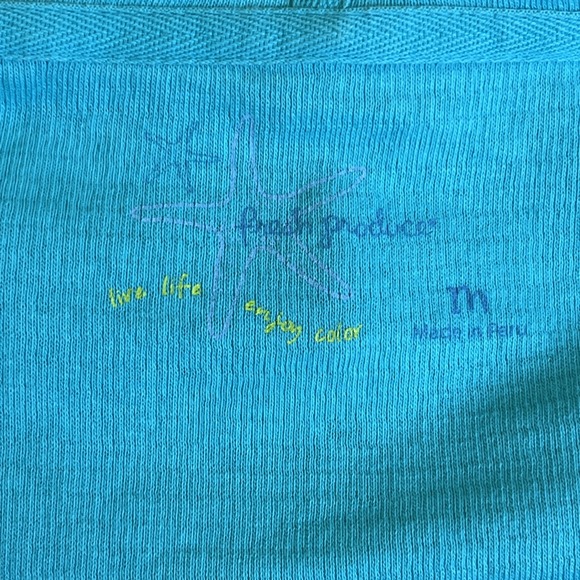 fresh produce
live life
enjoy color
m
Made in Peru